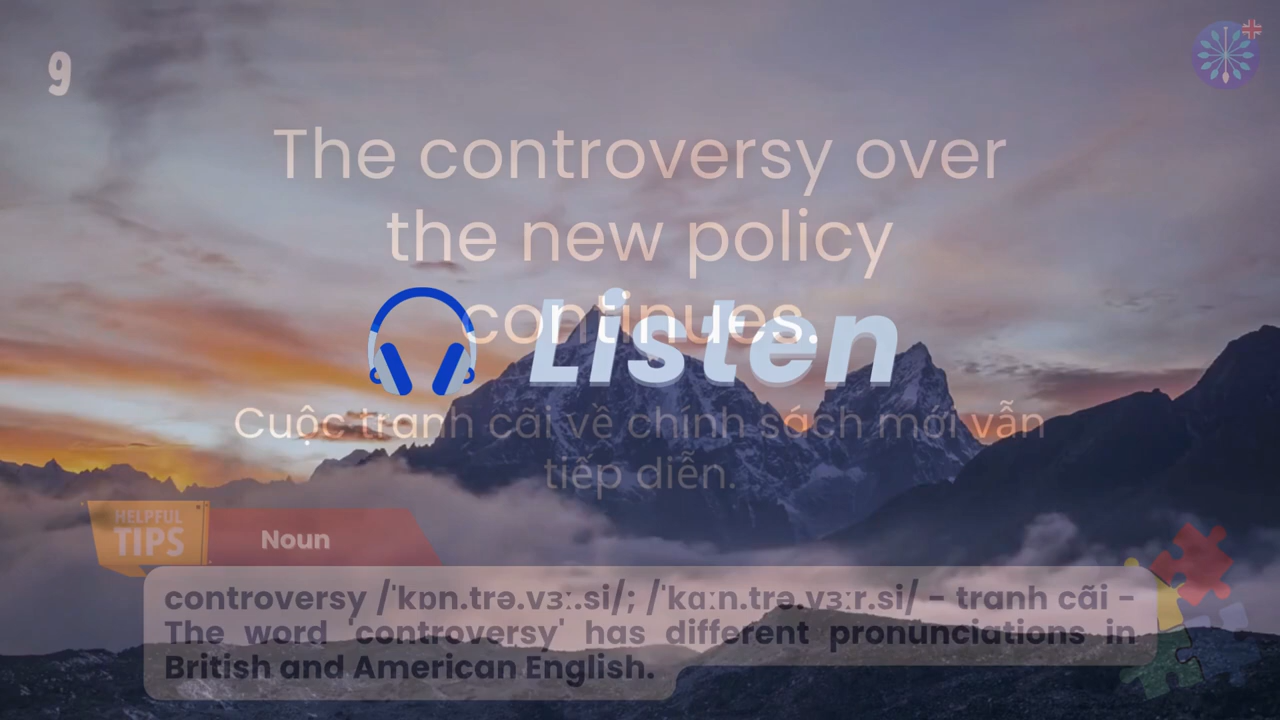 9
The controversy over
the new policy
continues.
Listen
Cuộc tranh cãi về chính sách mới vẫn
tiếp diễn.
HELPFUL
TIPS
Noun
controversy /ˈkɒn.trə.vɜː.si/; /ˈkɑːn.trə.vɜːr.si/ - tranh cãi -
The word 'controversy' has different pronunciations in
British and American English.